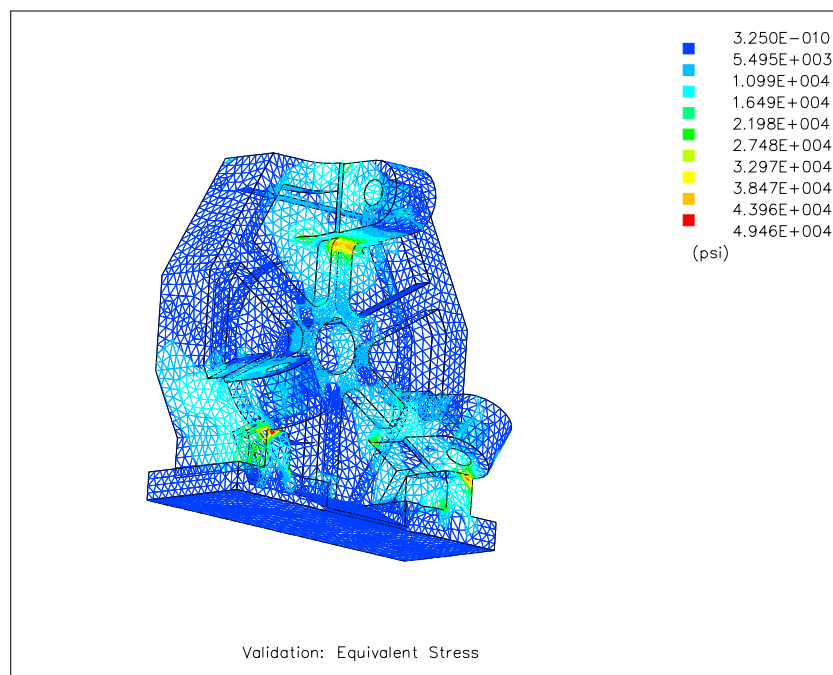 3.250E-010
5.495E+003
1.099E+004
1.649E+004
2.198E+004
2.748E+004
3.297E+004
3.847E+004
4.396E+004
4.946E+004
(psi)
Validation: Equivalent Stress